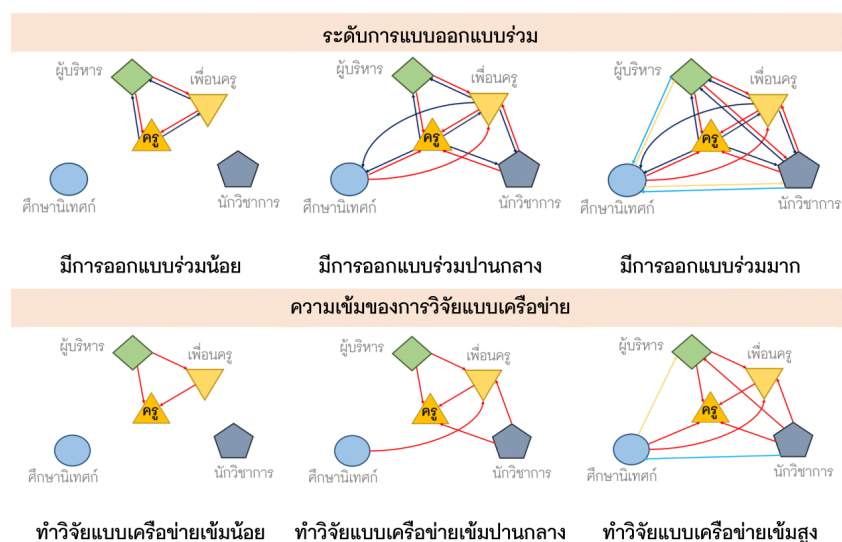 ระดับการแบบออกแบบร่วม
ผู้บริหาร เพื่อนครู ผู้บริหาร เพื่อนครู ผู้บริหาร เพื่อนครู
ครู ครู ครู
ศึกษานิเทศก์ นักวิชาการ ศึกษานิเทศก์ นักวิชาการ ศึกษานิเทศก์ นักวิชาการ
มีการออกแบบร่วมน้อย มีการออกแบบร่วมปานกลาง มีการออกแบบร่วมมาก
ความเข้มของการวิจัยแบบเครือข่าย
ผู้บริหาร เพื่อนครู ผู้บริหาร เพื่อนครู ผู้บริหาร เพื่อนครู
ครู ครู ครู
ศึกษานิเทศก์ นักวิชาการ ศึกษานิเทศก์ นักวิชาการ ศึกษานิเทศก์ นักวิชาการ
ทำวิจัยแบบเครือข่ายเข้มน้อย ทำวิจัยแบบเครือข่ายเข้มปานกลาง ทำวิจัยแบบเครือข่ายเข้มสูง